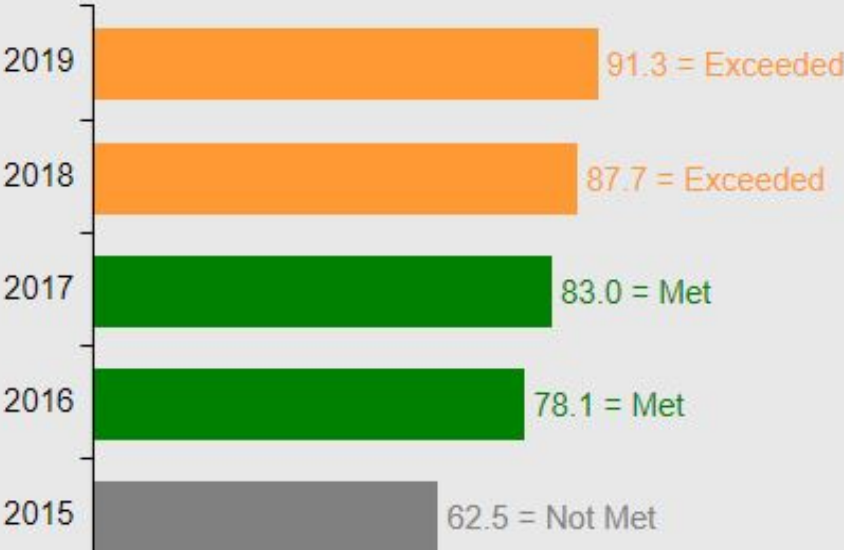 2019 91.3 = Exceeded
2018 87.7 = Exceeded
2017 83.0 = Met
2016 78.1 = Met
2015 62.5 = Not Met